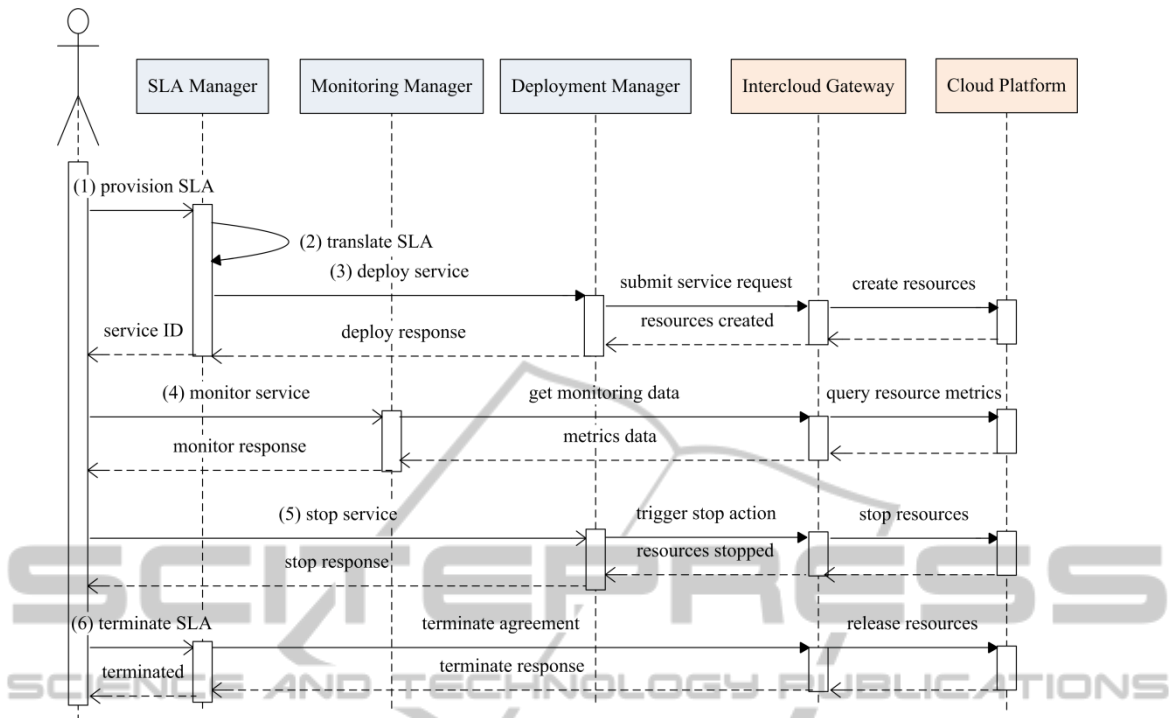 SLA Manager
Monitoring Manager
Deployment Manager
Intercloud Gateway
Cloud Platform
(1) provision SLA
(2) translate SLA
(3) deploy service
submit service request
create resources
resources created
service ID
deploy response
(4) monitor service
get monitoring data
query resource metrics
metrics data
monitor response
(5) stop service
trigger stop action
stop resources
resources stopped
stop response
SCITEPRESS
(6) terminate SLA
terminate agreement
release resources
terminated
terminate response
SCIENCE AND TECHNOLOGY PUBLICATIONS